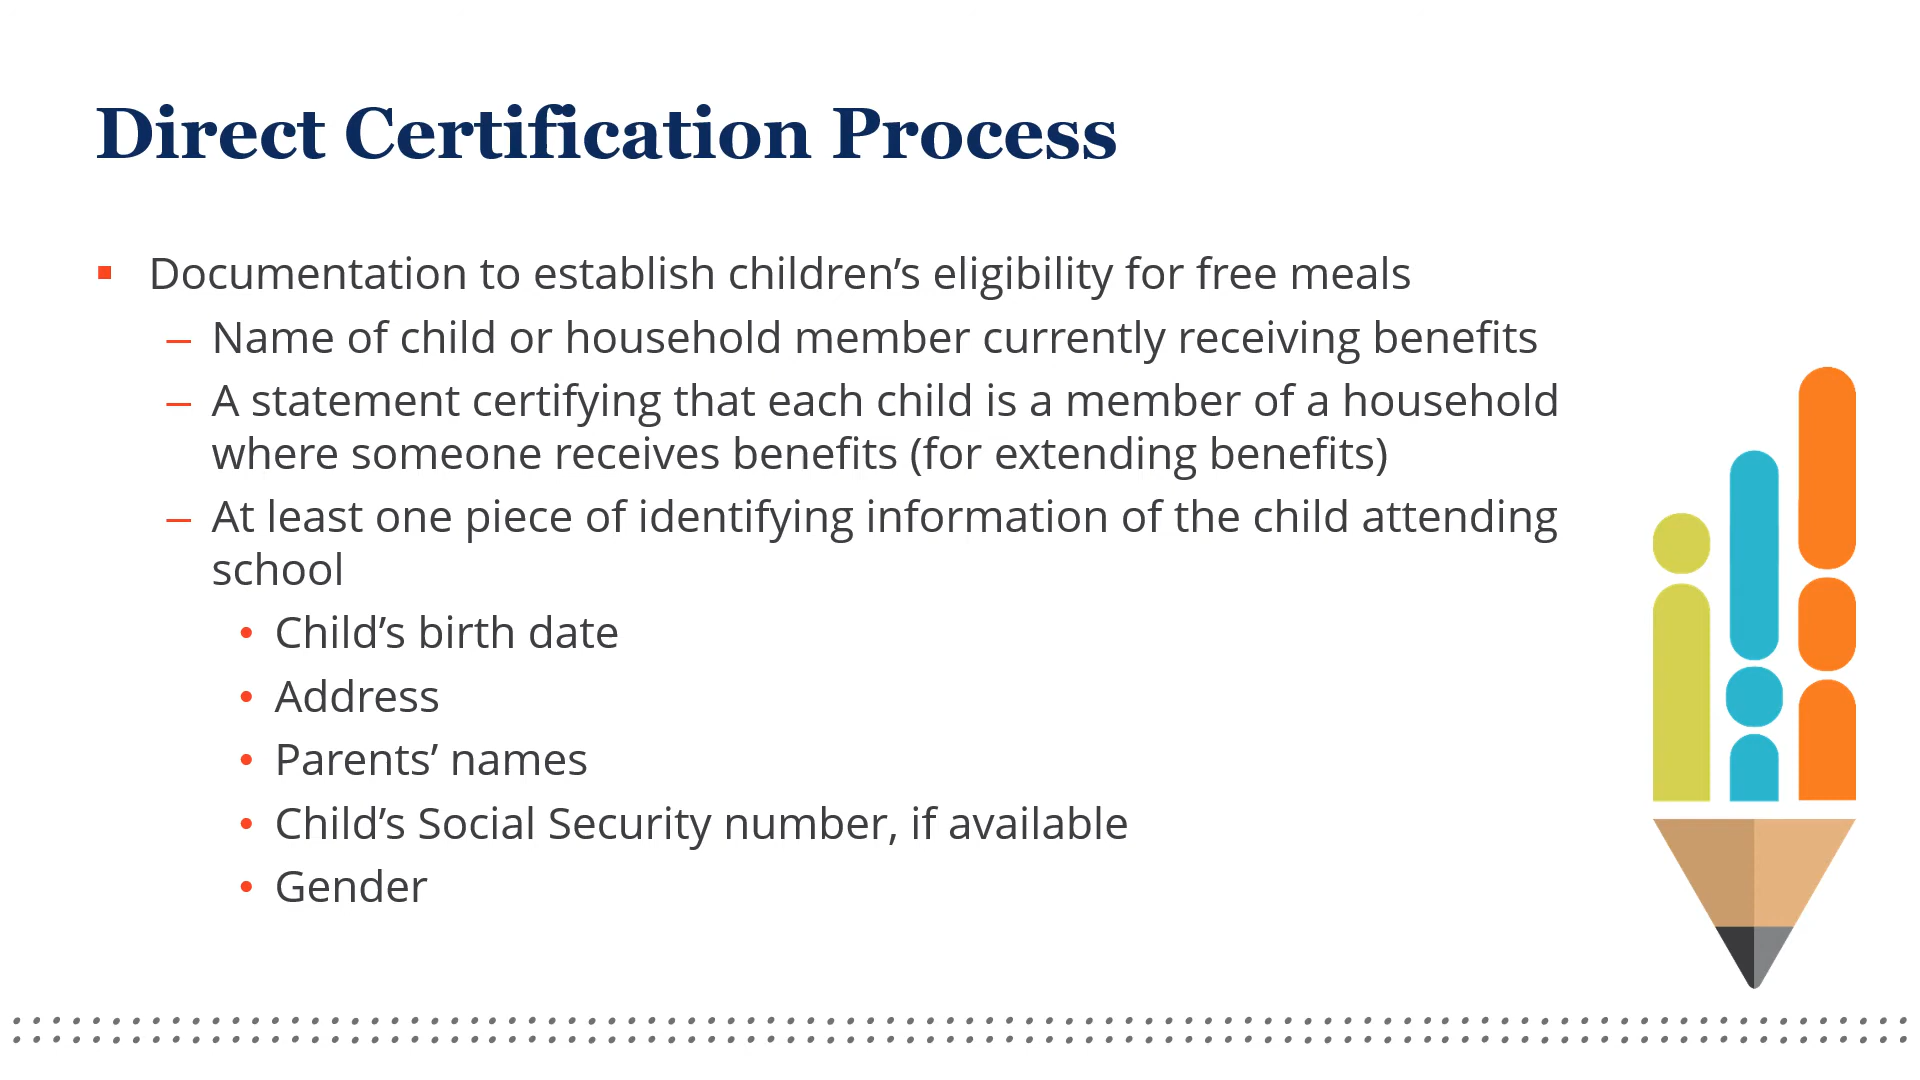 Direct Certification Process
▪ Documentation to establish children’s eligibility for free meals
– Name of child or household member currently receiving benefits
– A statement certifying that each child is a member of a household
where someone receives benefits (for extending benefits)
– At least one piece of identifying information of the child attending
school
• Child’s birth date
• Address
• Parents’ names
• Child’s Social Security number, if available
• Gender